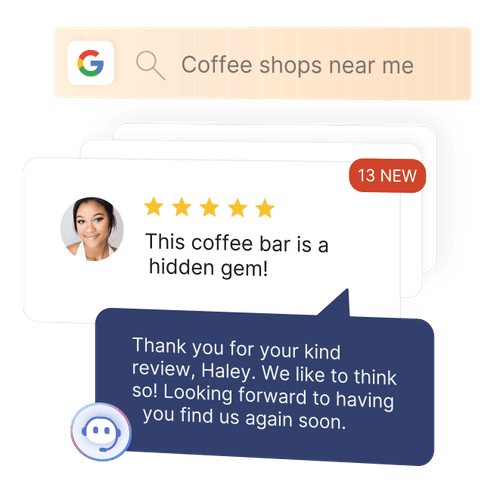 Coffee shops near me
13 NEW
This coffee bar is a
hidden gem!
Thank you for your kind
review, Haley. We like to think
so! Looking forward to having
you find us again soon.